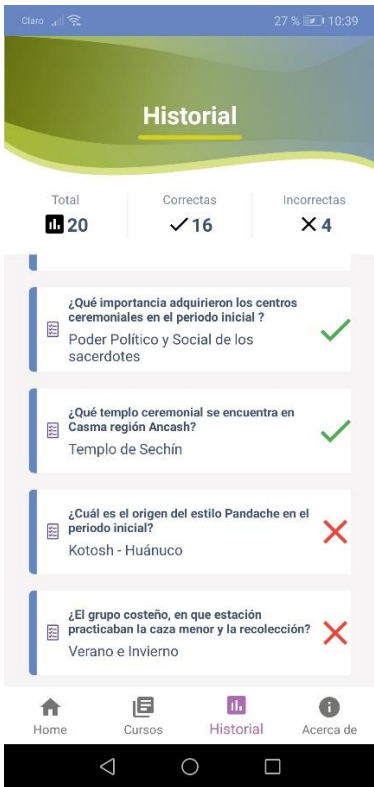 Claro 27 % 10:39
Historial
Total Correctas Incorrectas
20 16 4
¿Qué importancia adquirieron los centros
ceremoniales en el periodo inicial ?
Poder Político y Social de los
sacerdotes
¿Qué templo ceremonial se encuentra en
Casma región Ancash?
Templo de Sechín
¿Cuál es el origen del estilo Pandache en el
periodo inicial?
Kotosh - Huánuco
¿El grupo costeño, en que estación
practicaban la caza menor y la recolección?
Verano e Invierno
Home Cursos Historial Acerca de